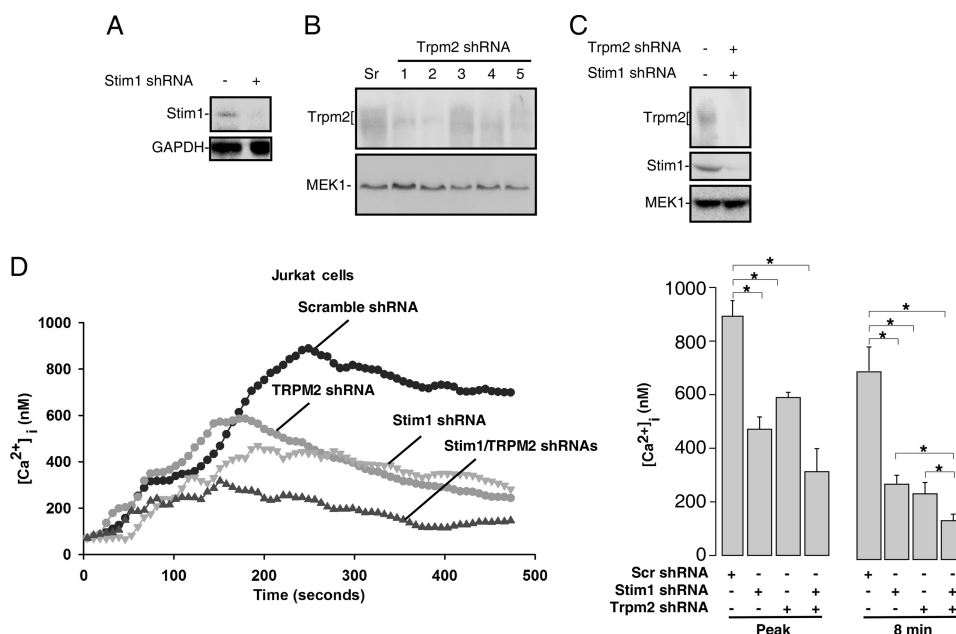 A
Stim1 shRNA - +
Stim1-
GAPDH-
B
Trpm2 shRNA
Sr 1 2 3 4 5
Trpm2[
MEK1-
C
Trpm2 shRNA - +
Stim1 shRNA - +
Trpm2]
Stim1
MEK1-
D
Jurkat cells
Scramble shRNA
TRPM2 shRNA
Stim1 shRNA
Stim1/TRPM2 shRNAs
[Ca2+]i (nM)
1000
800
600
400
200
0
0 100 200 300 400 500
Time (seconds)
[Ca2+]i (nM)
1000
800
600
400
200
0
* * *
* * *
* *
Scr shRNA + - - - + - - -
Stim1 shRNA - + - + - + - +
Trpm2 shRNA - - + + - - + +
Peak 8 min